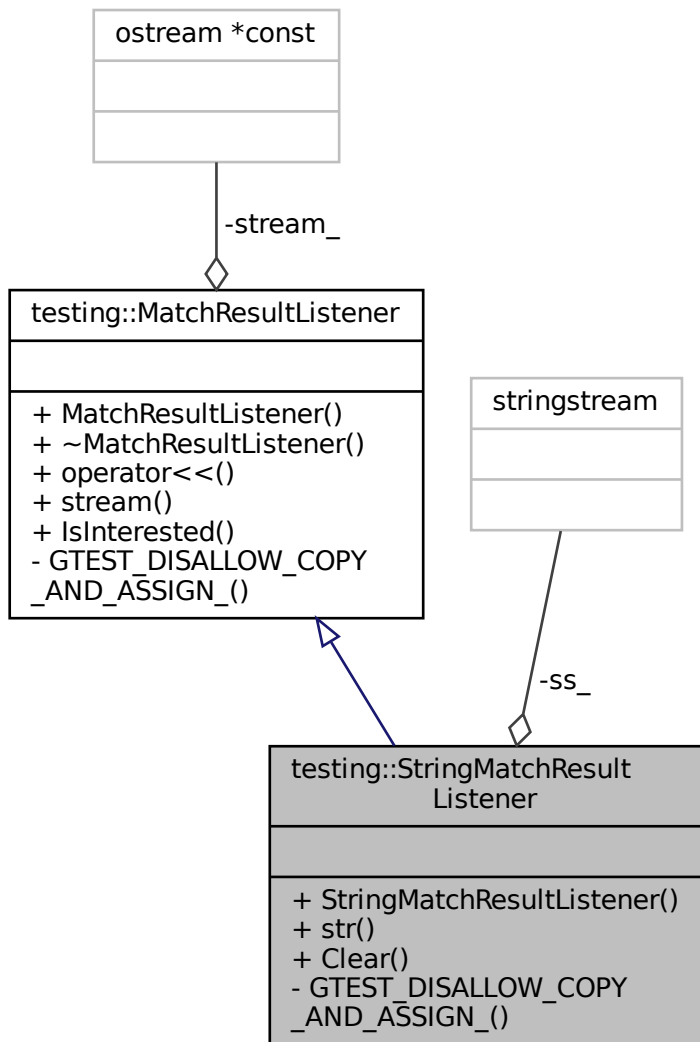 ostream *const
-stream_
testing::MatchResultListener
+ MatchResultListener()
+ ~MatchResultListener()
+ operator<<()
+ stream()
+ IsInterested()
- GTEST_DISALLOW_COPY
_AND_ASSIGN_()
stringstream
-ss_
testing::StringMatchResult
Listener
+ StringMatchResultListener()
+ str()
+ Clear()
- GTEST_DISALLOW_COPY
_AND_ASSIGN_()